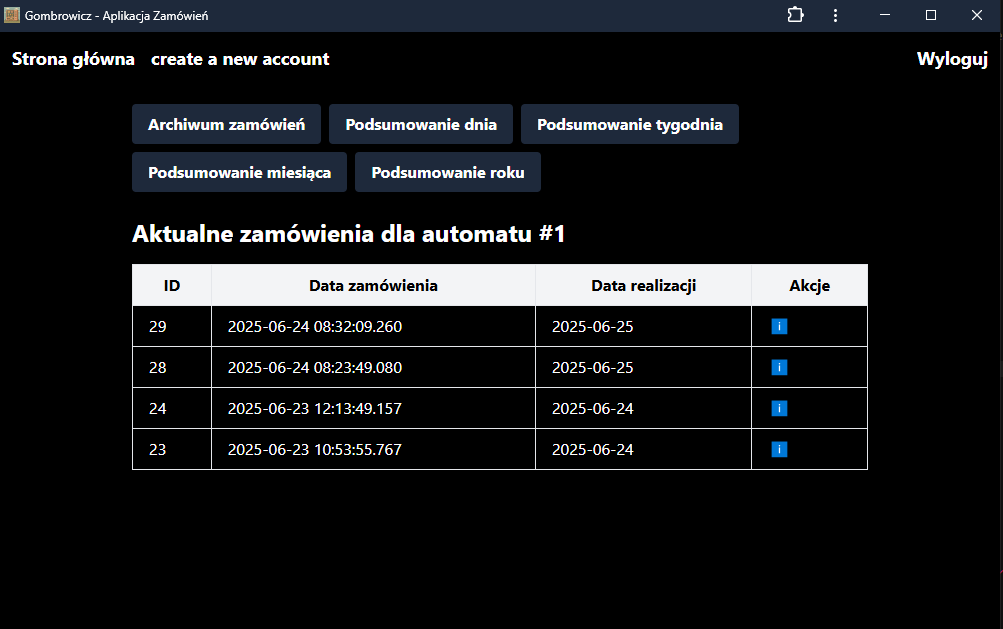 Gombrowicz - Aplikacja Zamówień
Strona główna create a new account Wyloguj
Archiwum zamówień Podsumowanie dnia Podsumowanie tygodnia
Podsumowanie miesiąca Podsumowanie roku
Aktualne zamówienia dla automatu #1
ID Data zamówienia Data realizacji Akcje
29 2025-06-24 08:32:09.260 2025-06-25 i
28 2025-06-24 08:23:49.080 2025-06-25 i
24 2025-06-23 12:13:49.157 2025-06-24 i
23 2025-06-23 10:53:55.767 2025-06-24 i